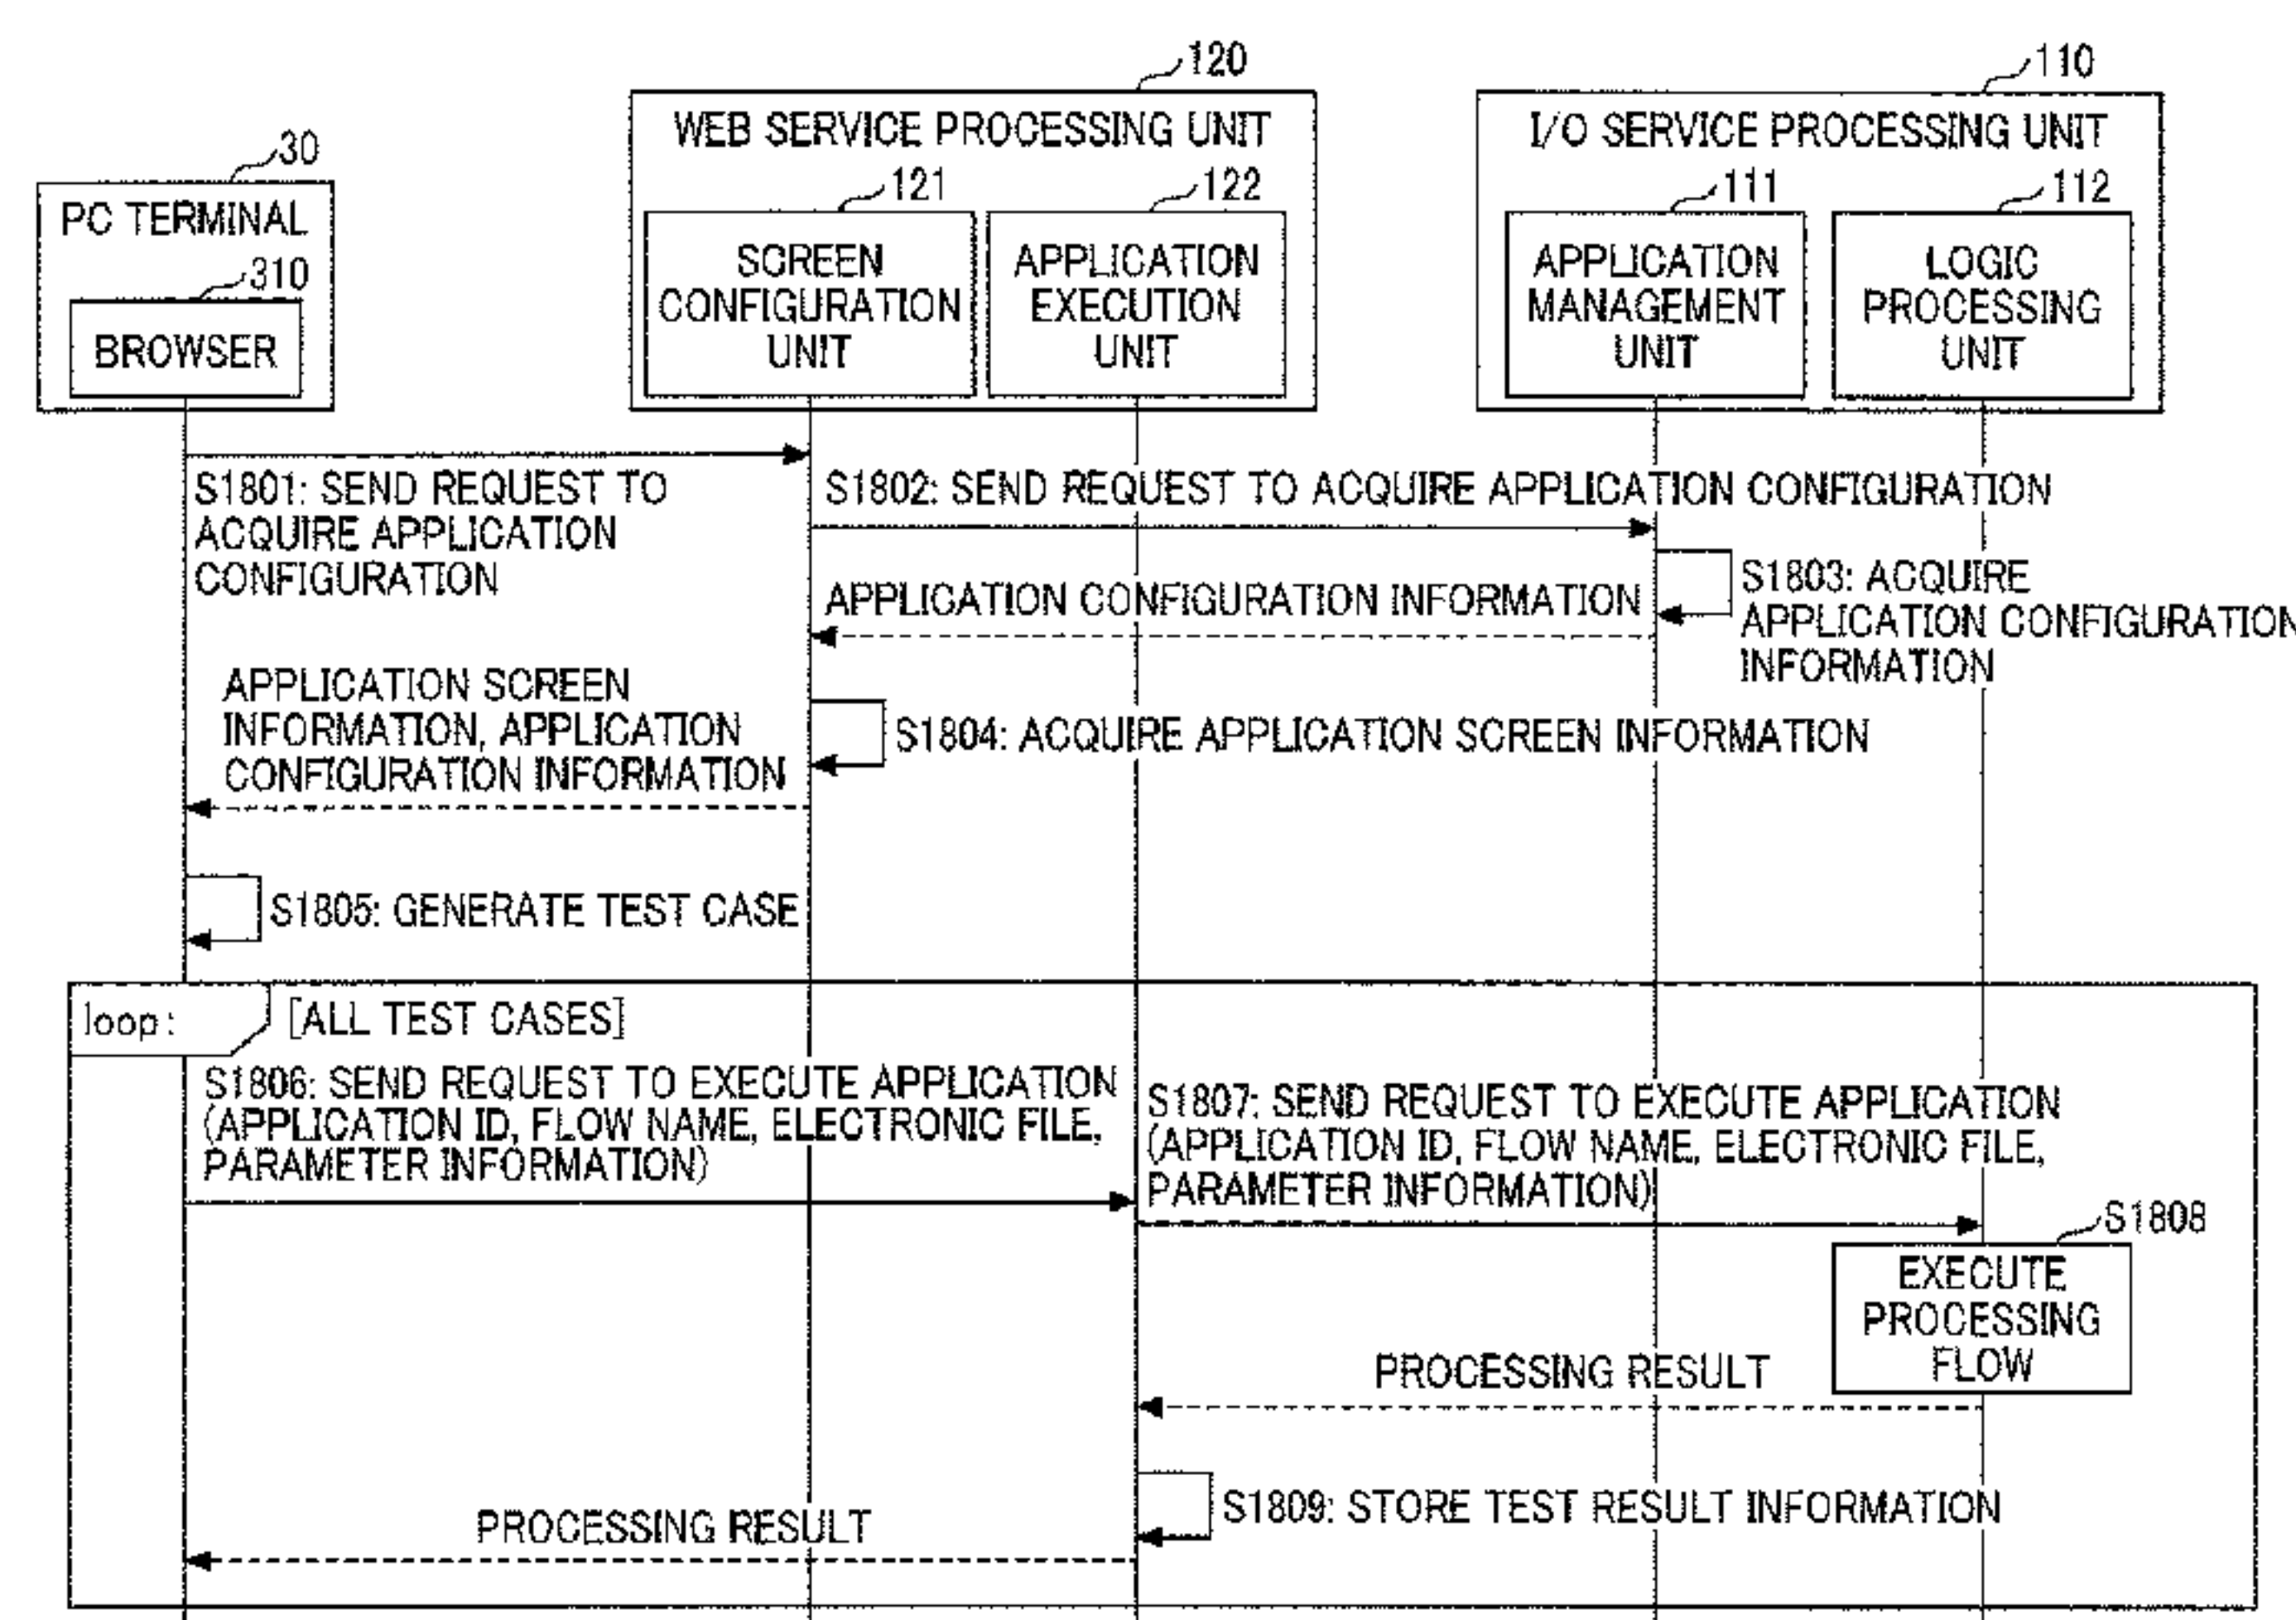 120
WEB SERVICE PROCESSING UNIT
121
SCREEN
CONFIGURATION
UNIT
122
APPLICATION
EXECUTION
UNIT
110
I/O SERVICE PROCESSING UNIT
111
APPLICATION
MANAGEMENT
UNIT
112
LOGIC
PROCESSING
UNIT
30
PC TERMINAL
310
BROWSER
S1801: SEND REQUEST TO
ACQUIRE APPLICATION
CONFIGURATION
S1802: SEND REQUEST TO ACQUIRE APPLICATION CONFIGURATION
S1803: ACQUIRE
APPLICATION CONFIGURATION
INFORMATION
APPLICATION CONFIGURATION INFORMATION
S1804: ACQUIRE APPLICATION SCREEN INFORMATION
APPLICATION SCREEN
INFORMATION, APPLICATION
CONFIGURATION INFORMATION
S1805: GENERATE TEST CASE
loop:
[ALL TEST CASES]
S1806: SEND REQUEST TO EXECUTE APPLICATION
(APPLICATION ID, FLOW NAME, ELECTRONIC FILE,
PARAMETER INFORMATION)
S1807: SEND REQUEST TO EXECUTE APPLICATION
(APPLICATION ID, FLOW NAME, ELECTRONIC FILE,
PARAMETER INFORMATION)
S1808
EXECUTE
PROCESSING
FLOW
PROCESSING RESULT
S1809: STORE TEST RESULT INFORMATION
PROCESSING RESULT